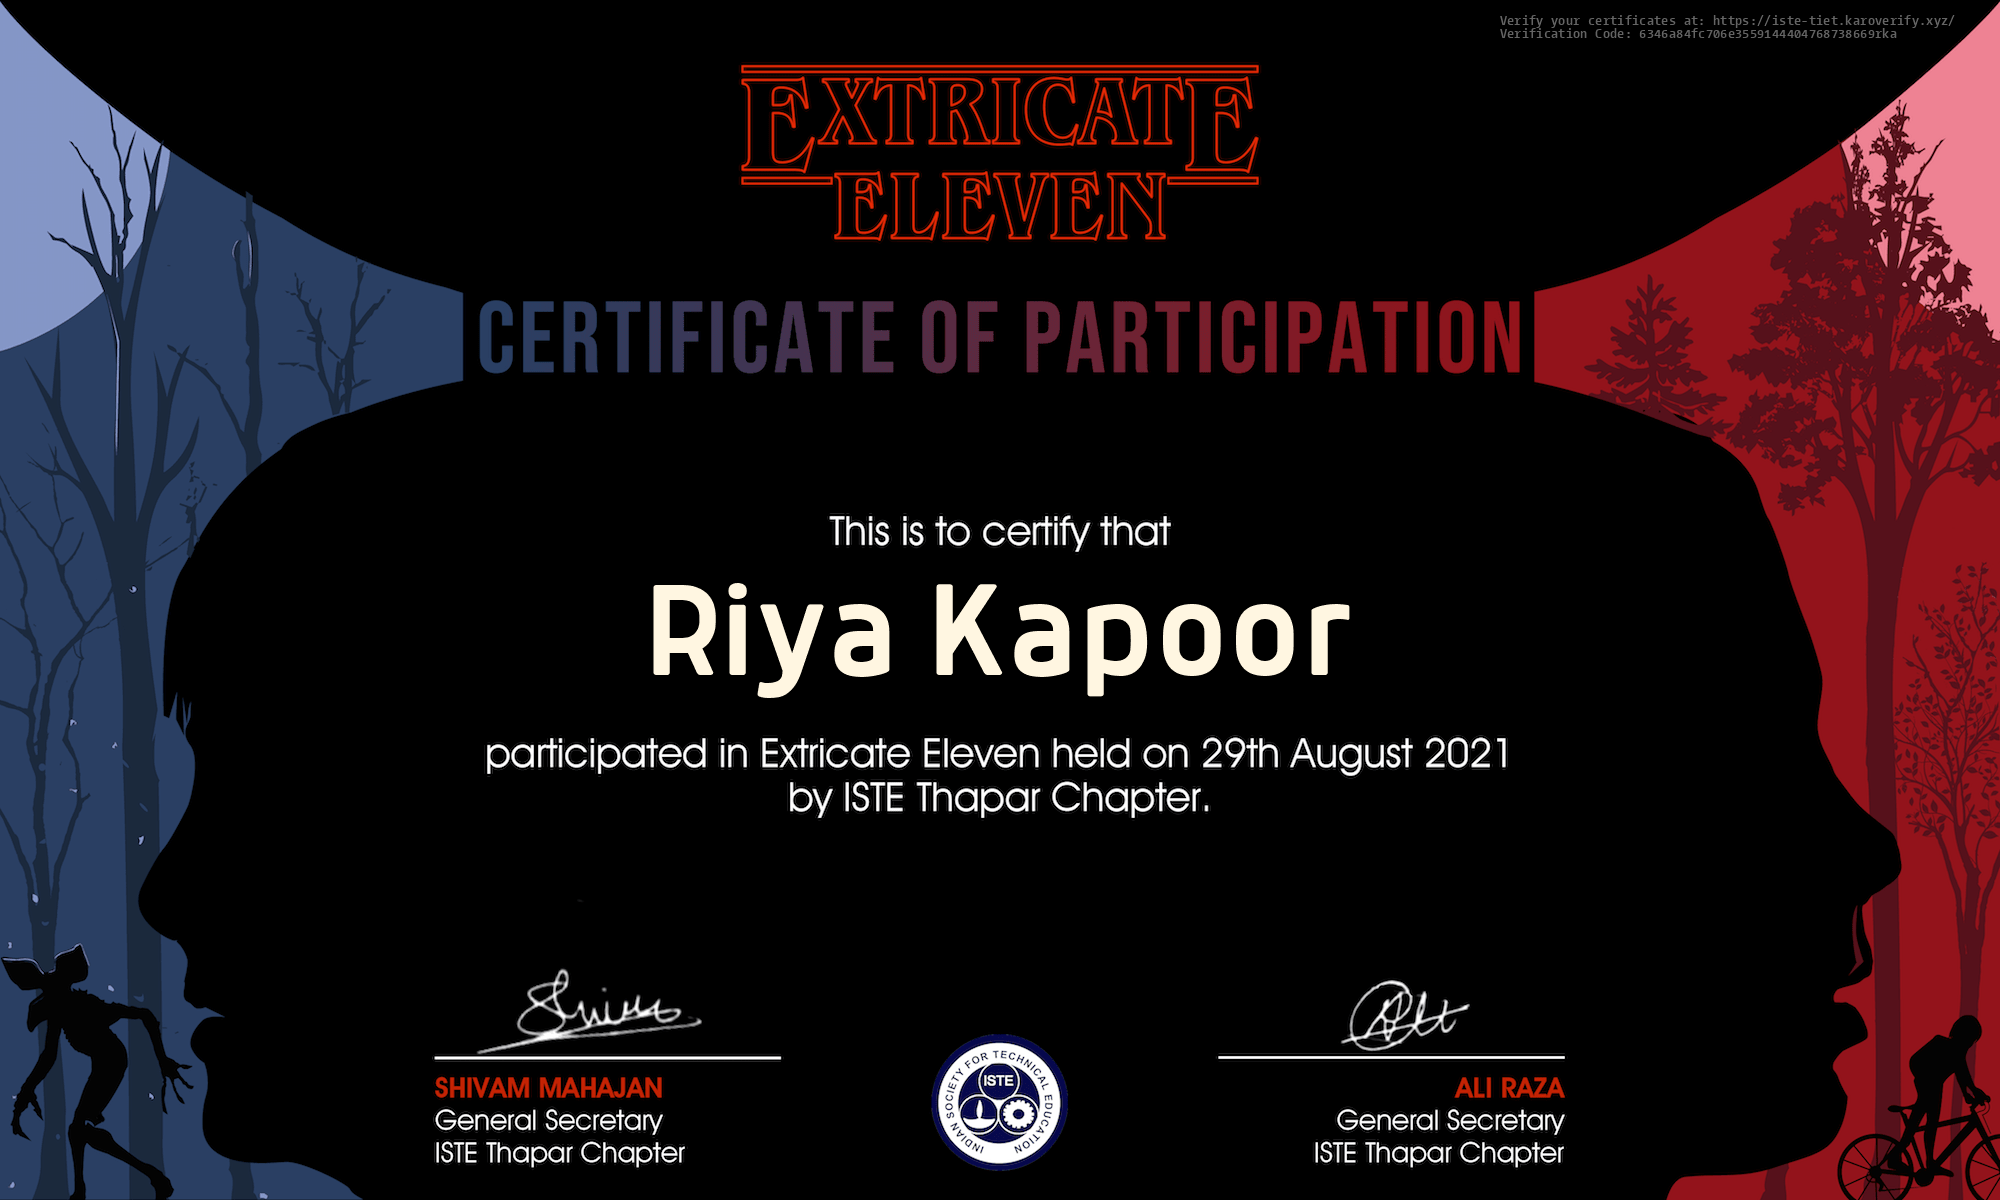 Verify your certificates at: https://iste-tiet.karoverify.xyz/
Verification Code: 6346a84fc706e3559144404768738669rka
EXTRICATE
ELEVEN
CERTIFICATE OF PARTICIPATION
This is to certify that
Riya Kapoor
participated in Extricate Eleven held on 29th August 2021
by ISTE Thapar Chapter.
SHIVAM MAHAJAN
General Secretary
ISTE Thapar Chapter
INDIAN SOCIETY FOR TECHNICAL EDUCATION
ISTE
ALI RAZA
General Secretary
ISTE Thapar Chapter